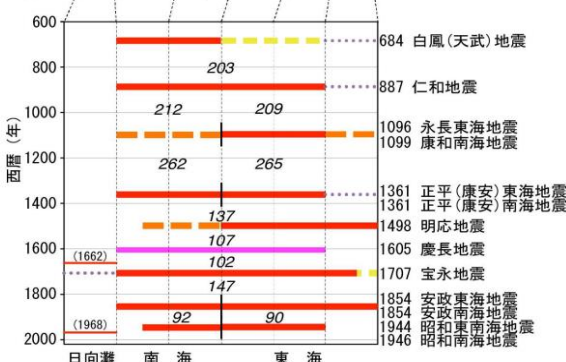 600
684 白鳳(天武)地震
203
800
887 仁和地震
212 209
1000
1096 永長東海地震
1099 康和南海地震
西暦(年)
1200
262 265
1361 正平(康安)東海地震
1361 正平(康安)南海地震
1400
137
1498 明応地震
107
1600
1605 慶長地震
(1662)
102
1707 宝永地震
147
1800
1854 安政東海地震
1854 安政南海地震
92 90
1944 昭和東南海地震
(1968)
1946 昭和南海地震
2000
日向灘 南 海 東 海